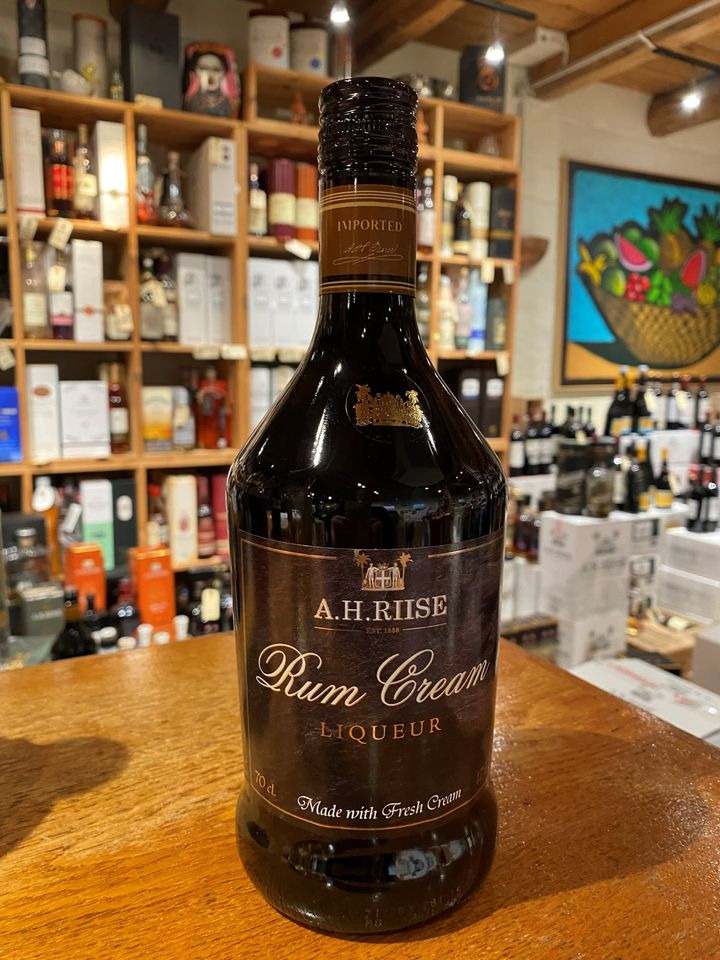 IMPORTED
A.H.RIISE
EST. 1838
Rum Cream
LIQUEUR
70 cl.
Made with Fresh Cream